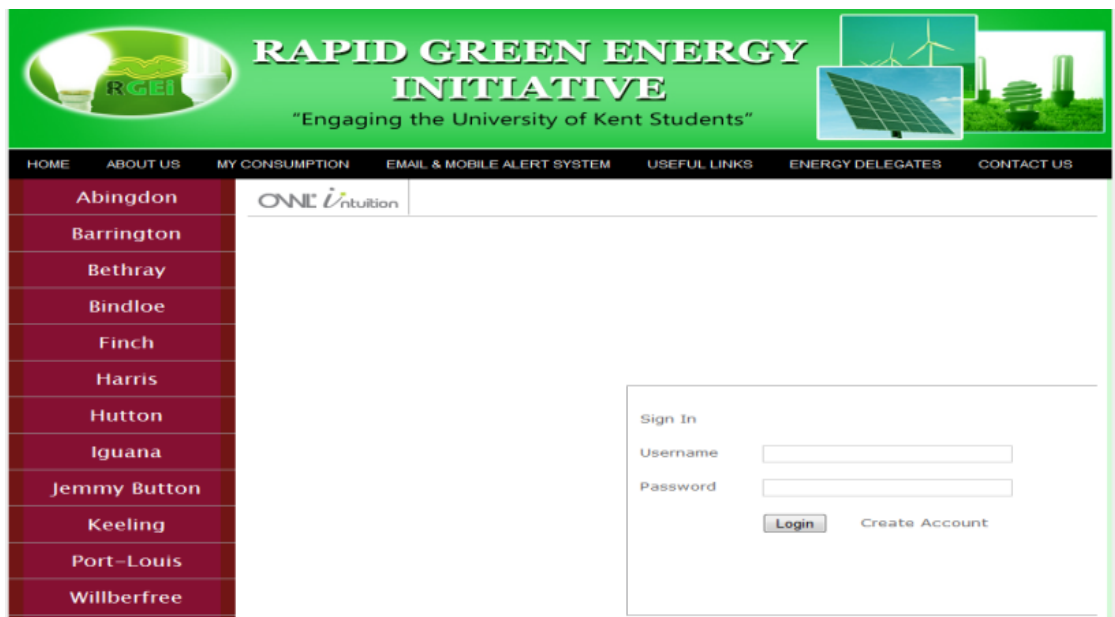 RGEI
RAPID GREEN ENERGY
INITIATIVE
"Engaging the University of Kent Students"
HOME ABOUT US MY CONSUMPTION EMAIL & MOBILE ALERT SYSTEM USEFUL LINKS ENERGY DELEGATES CONTACT US
Abingdon
Barrington
Bethray
Bindloe
Finch
Harris
Hutton
Iguana
Jemmy Button
Keeling
Port-Louis
Willberfree
OWL intuition
Sign In
Username
Password
Login Create Account